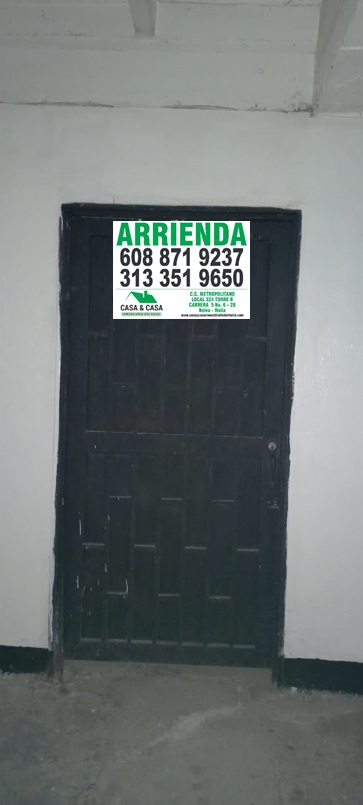 ARRIENDA
608 871 9237
313 351 9650
CASA & CASA
C.C. METROPOLITANO
LOCAL 324 TORRE B
CARRERA 5 No. 6 - 28
Neiva - Huila